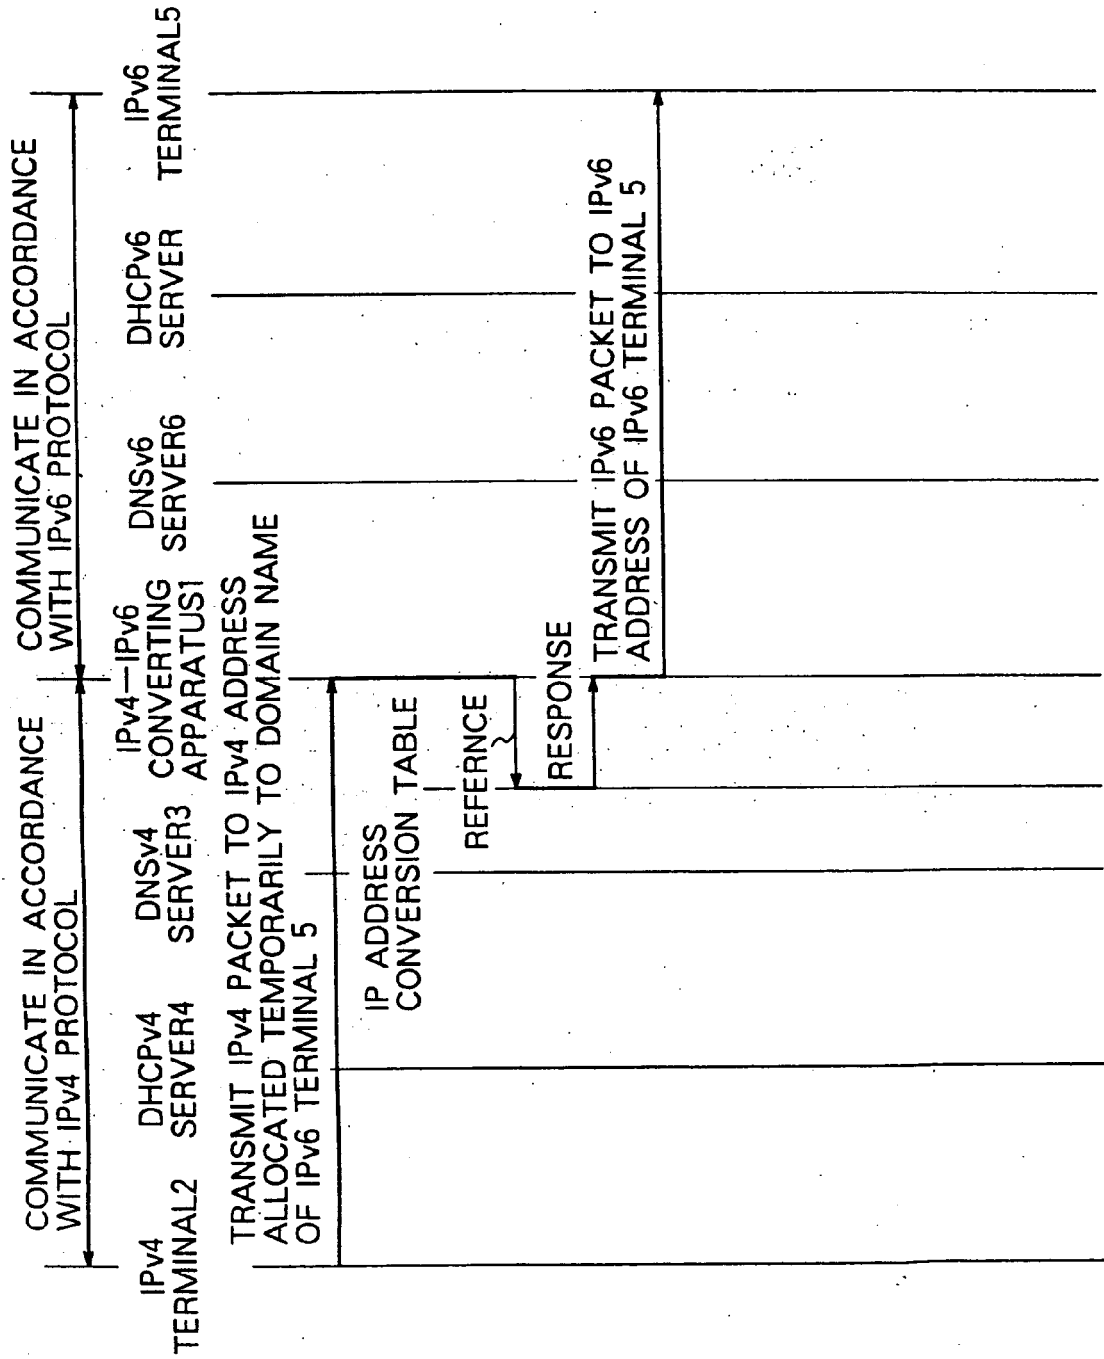 COMMUNICATE IN ACCORDANCE
WITH IPv4 PROTOCOL
COMMUNICATE IN ACCORDANCE
WITH IPv6 PROTOCOL
IPv4
TERMINAL2
DHCPv4
SERVER4
DNSv4
SERVER3
IPv4—IPv6
CONVERTING
APPARATUS1
DNSv6
SERVER6
DHCPv6
SERVER
IPv6
TERMINAL5
TRANSMIT IPv4 PACKET TO IPv4 ADDRESS
ALLOCATED TEMPORARILY TO DOMAIN NAME
OF IPv6 TERMINAL 5
IP ADDRESS
CONVERSION TABLE
REFERNCE
RESPONSE
TRANSMIT IPv6 PACKET TO IPv6
ADDRESS OF IPv6 TERMINAL 5